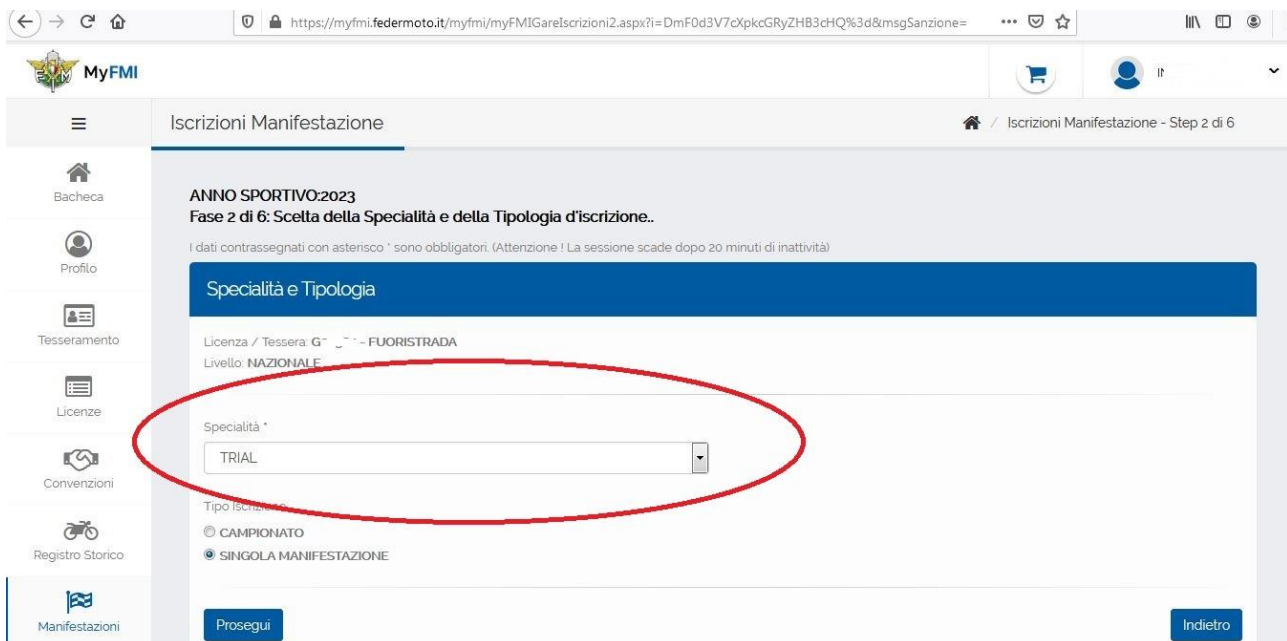 https://myfmi.federmoto.it/myfmi/myFMIGareIscrizioni2.aspx?i=DmF0d3V7cXpkcGRyZHB3cHQ%3d&msgSanzione=
MyFMI
Iscrizioni Manifestazione
/ Iscrizioni Manifestazione - Step 2 di 6
Bacheca
Profilo
Tesseramento
Licenze
Convenzioni
Registro Storico
Manifestazioni
ANNO SPORTIVO:2023
Fase 2 di 6: Scelta della Specialità e della Tipologia d'iscrizione..
I dati contrassegnati con asterisco * sono obbligatori. (Attenzione ! La sessione scade dopo 20 minuti di inattività)
Specialità e Tipologia
Licenza / Tessera: - FUORISTRADA
Livello: NAZIONALE
Specialità *
TRIAL
Tipo Iscrizione
CAMPIONATO
SINGOLA MANIFESTAZIONE
Prosegui
Indietro